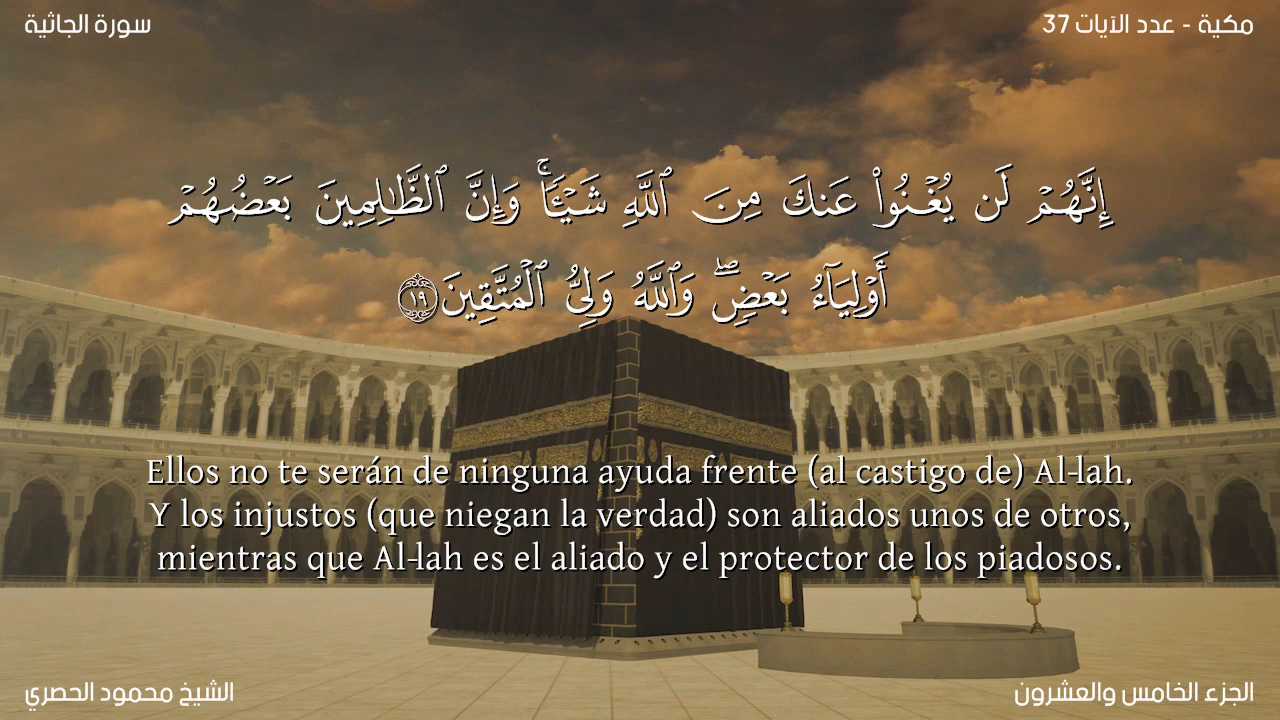 سورة الجاثية
مكية - عدد الآيات 37
إِنَّهُمْ لَن يُغْنُوا۟ عَنكَ مِنَ ٱللَّهِ شَيْـًٔا ۚ وَإِنَّ ٱلظَّـٰلِمِينَ بَعْضُهُمْ
أَوْلِيَآءُ بَعْضٍ ۖ وَٱللَّهُ وَلِىُّ ٱلْمُتَّقِينَ ١٩
Ellos no te serán de ninguna ayuda frente (al castigo de) Al-lah.
Y los injustos (que niegan la verdad) son aliados unos de otros,
mientras que Al-lah es el aliado y el protector de los piadosos.
الشيخ محمود الحصري
الجزء الخامس والعشرون